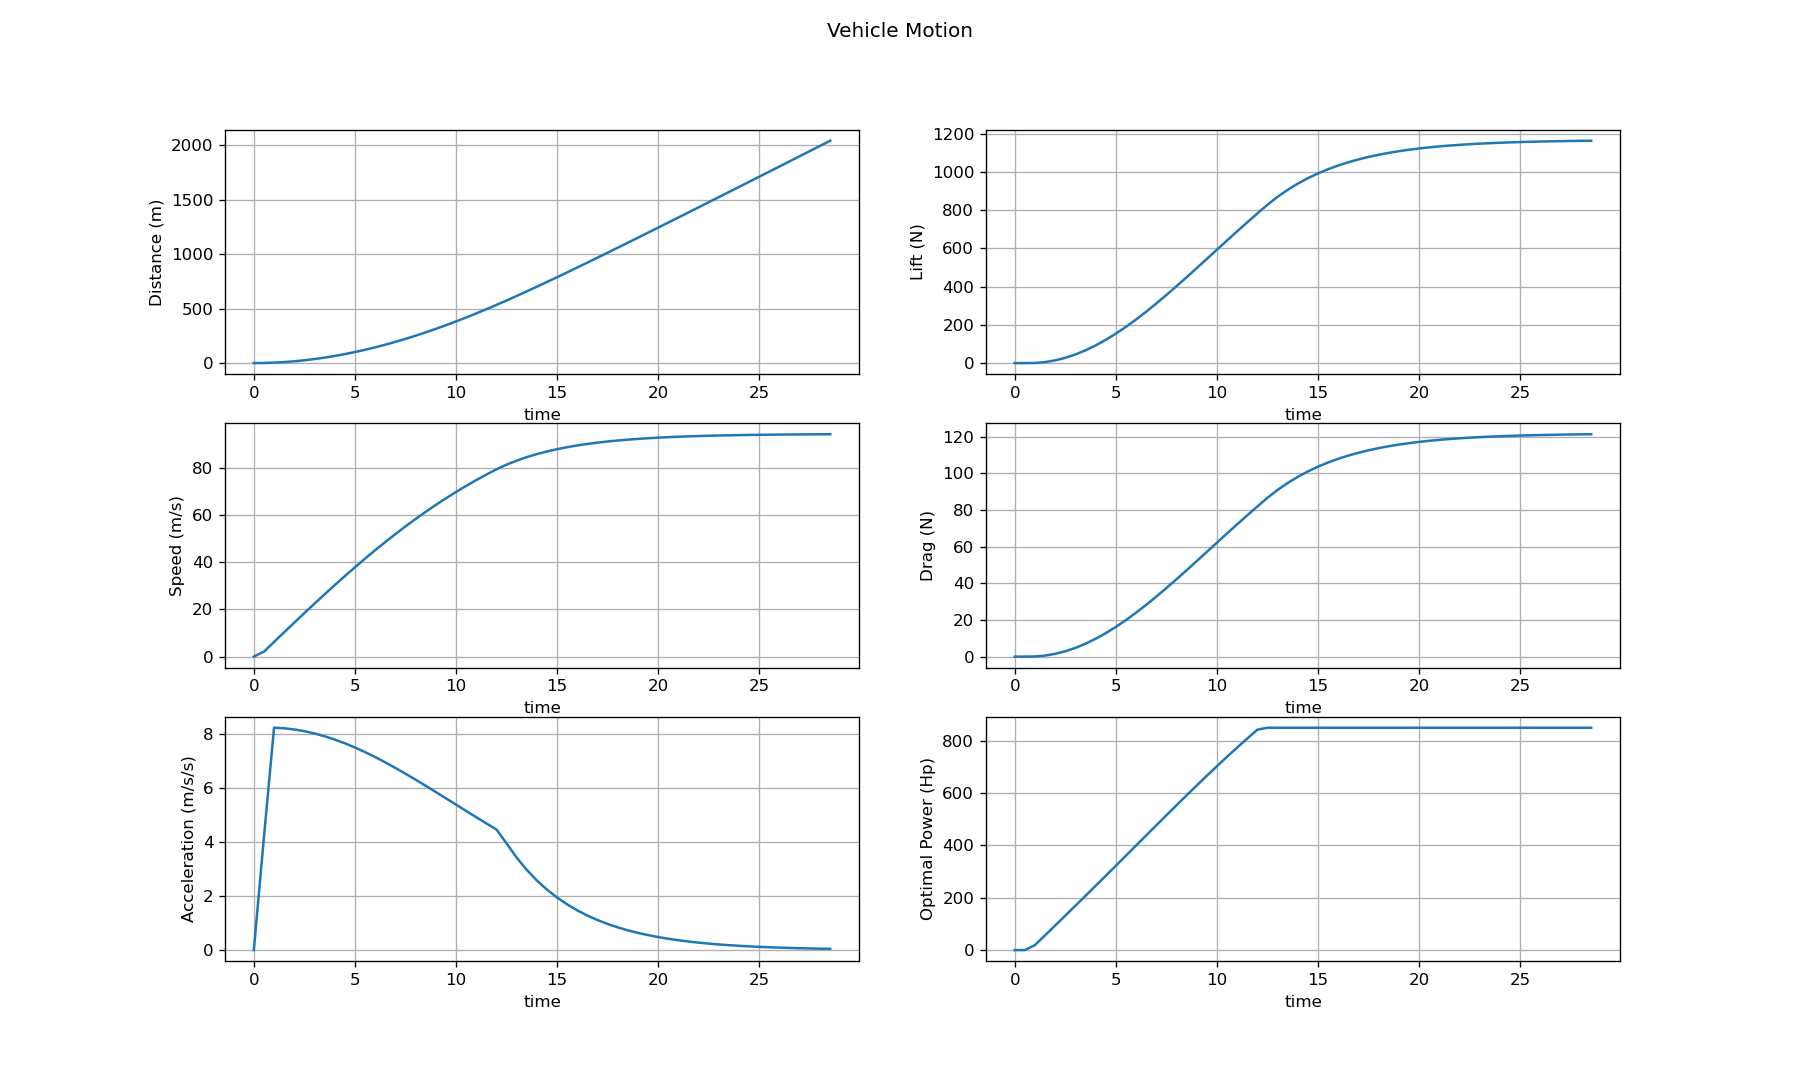 Vehicle Motion
Distance (m)
2000
1500
1000
500
0
0 5 10 15 20 25
time
Lift (N)
1200
1000
800
600
400
200
0
0 5 10 15 20 25
time
Speed (m/s)
80
60
40
20
0
0 5 10 15 20 25
time
Drag (N)
120
100
80
60
40
20
0
0 5 10 15 20 25
time
Acceleration (m/s/s)
8
6
4
2
0
0 5 10 15 20 25
time
Optimal Power (Hp)
800
600
400
200
0
0 5 10 15 20 25
time